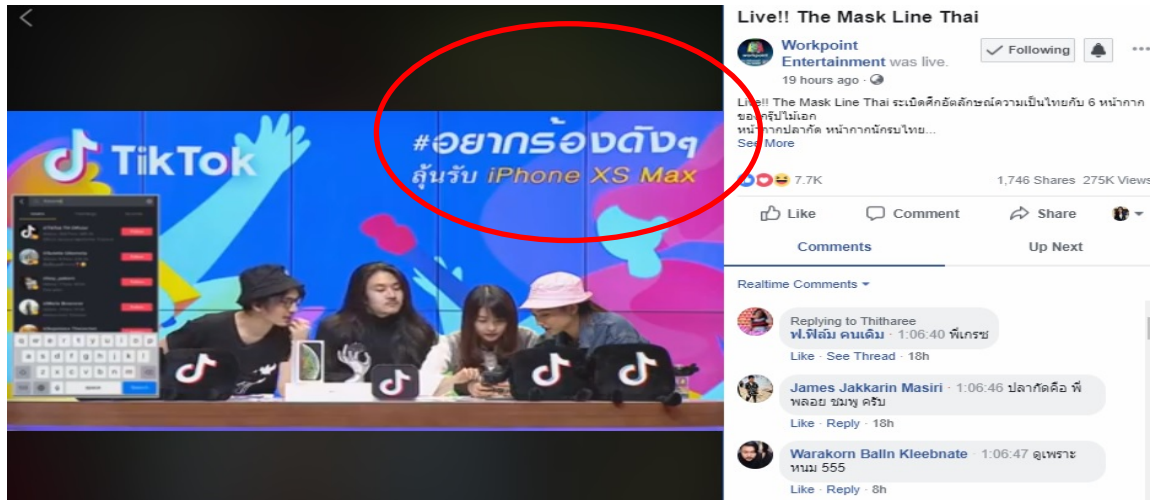 TikTok
#อยากร้องดังๆ
ลุ้นรับ iPhone XS Max
Live!! The Mask Line Thai
Workpoint
Entertainment was live.
19 hours ago
Following
Live!! The Mask Line Thai ระเบิดศึกอัตลักษณ์ความเป็นไทยกับ 6 หน้ากาก
ของกรุ๊ปไม้เอก
หน้ากากปลากัด หน้ากากนักรบไทย...
See More
7.7K
1,746 Shares 275K Views
Like Comment Share
Comments Up Next
Realtime Comments
Replying to Thitharee
ฟ.ฟิล์ม คนเดิม · 1:06:40 พี่เกรซ
Like · See Thread · 18h
James Jakkarin Masiri · 1:06:46 ปลากัดคือ พี่
พลอย ชมพู ครับ
Like · Reply · 18h
Warakorn Balln Kleebnate · 1:06:47 ดูเพราะ
หนม 555
Like · Reply · 8h